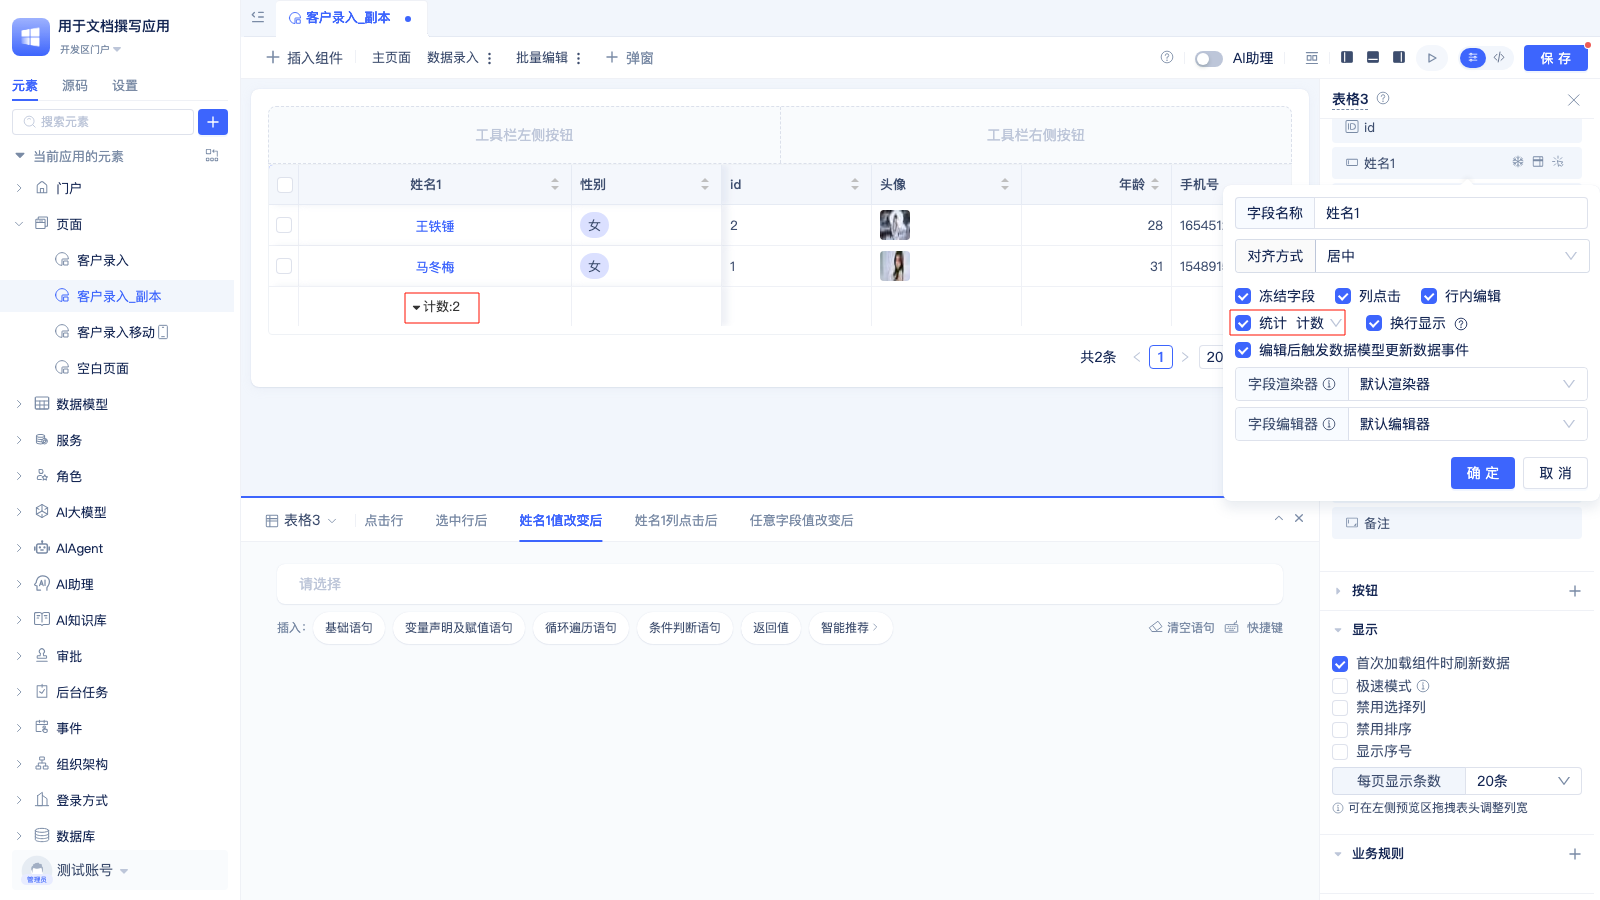 用于文档撰写应用
开发区门户
元素 源码 设置
搜索元素
当前应用的元素
门户
页面
客户录入
客户录入_副本
客户录入移动
空白页面
数据模型
服务
角色
AI大模型
AIAgent
AI助理
AI知识库
审批
后台任务
事件
组织架构
登录方式
数据库
测试账号
管理员
客户录入_副本
插入组件 主页面 数据录入 批量编辑 弹窗
AI助理
保 存
工具栏左侧按钮 工具栏右侧按钮
姓名1 性别 id 头像 年龄 手机号
王铁锤 女 2 28 165451
马冬梅 女 1 31 154891
计数:2
共2条 1 20
表格3 点击行 选中行后 姓名1值改变后 姓名1列点击后 任意字段值改变后
请选择
插入: 基础语句 变量声明及赋值语句 循环遍历语句 条件判断语句 返回值 智能推荐
清空语句 快捷键
表格3
id
姓名1
字段名称 姓名1
对齐方式 居中
冻结字段 列点击 行内编辑
统计 计数 换行显示
编辑后触发数据模型更新数据事件
字段渲染器 默认渲染器
字段编辑器 默认编辑器
确 定 取 消
备注
按钮
显示
首次加载组件时刷新数据
极速模式
禁用选择列
禁用排序
显示序号
每页显示条数 20条
可在左侧预览区拖拽表头调整列宽
业务规则